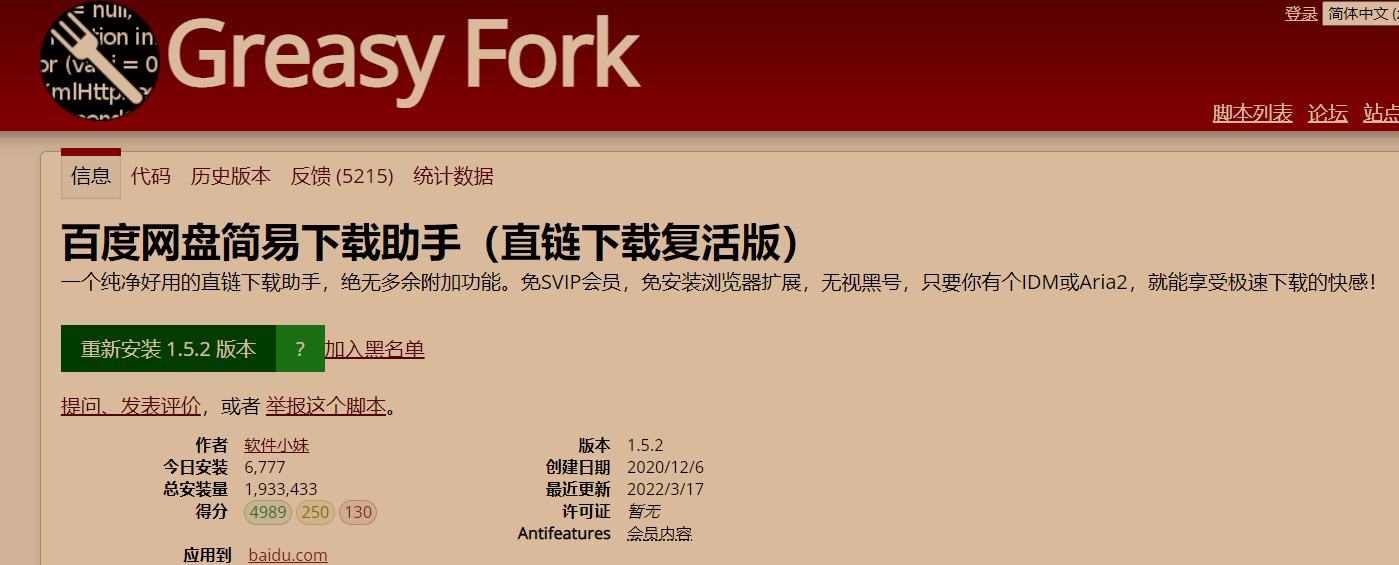 = null,
tion in
or (va i = 0
XmlHttp
Greasy Fork
登录 简体中文 (
脚本列表 论坛 站点
信息 代码 历史版本 反馈 (5215) 统计数据
百度网盘简易下载助手（直链下载复活版）
一个纯净好用的直链下载助手，绝无多余附加功能。免SVIP会员，免安装浏览器扩展，无视黑号，只要你有个IDM或Aria2，就能享受极速下载的快感！
重新安装 1.5.2 版本 ? 加入黑名单
提问、发表评价，或者 举报这个脚本。
作者 软件小妹 版本 1.5.2
今日安装 6,777 创建日期 2020/12/6
总安装量 1,933,433 最近更新 2022/3/17
得分 4989 250 130 许可证 暂无
Antifeatures 会员内容
应用到 baidu.com